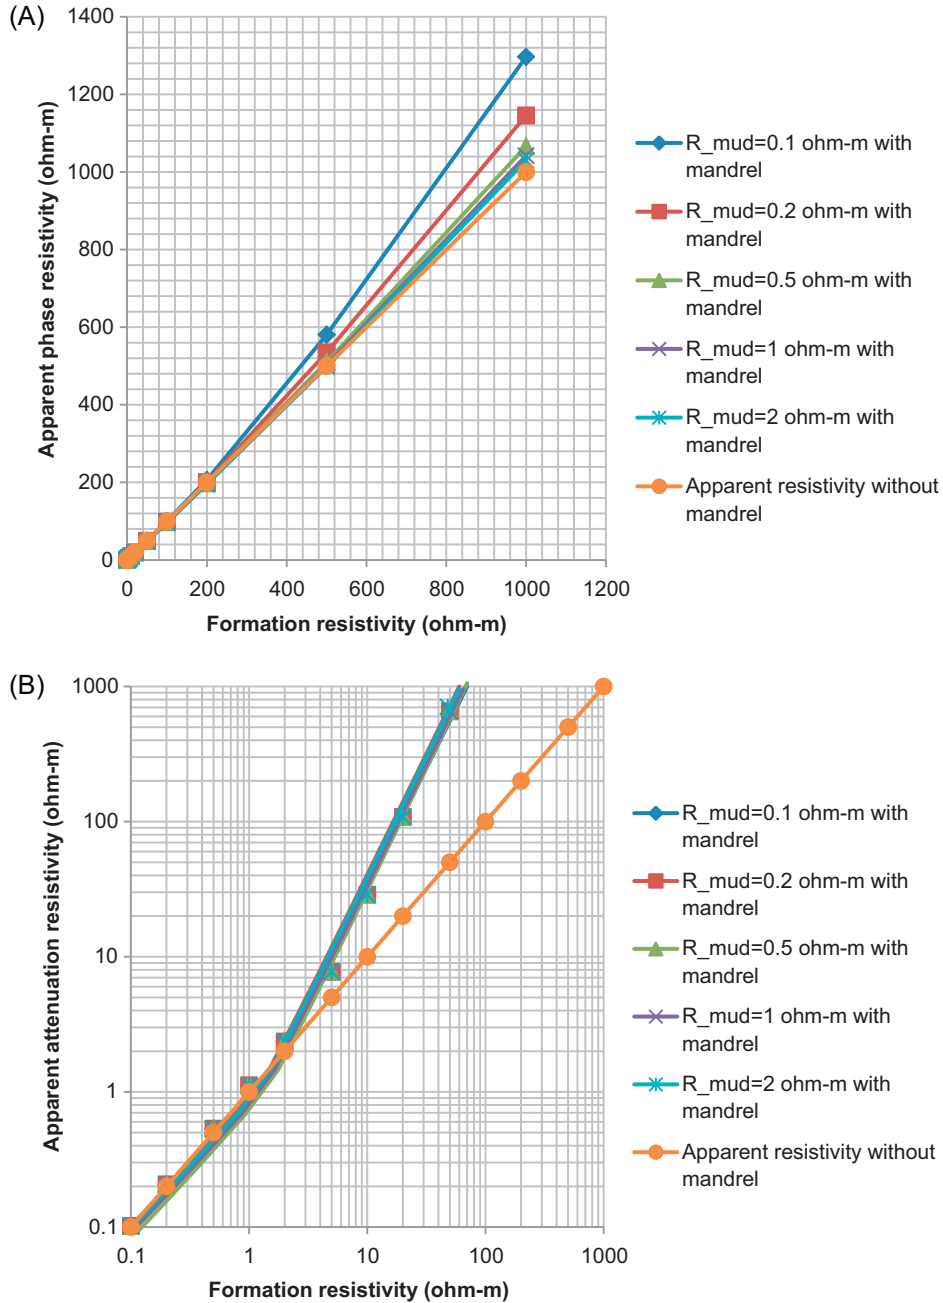 (A)
1400
1200
1000
800
600
400
200
0
Apparent phase resistivity (ohm-m)
0 200 400 600 800 1000 1200
Formation resistivity (ohm-m)
R_mud=0.1 ohm-m with
mandrel
R_mud=0.2 ohm-m with
mandrel
R_mud=0.5 ohm-m with
mandrel
R_mud=1 ohm-m with
mandrel
R_mud=2 ohm-m with
mandrel
Apparent resistivity without
mandrel
(B)
1000
100
10
1
0.1
Apparent attenuation resistivity (ohm-m)
0.1 1 10 100 1000
Formation resistivity (ohm-m)
R_mud=0.1 ohm-m with
mandrel
R_mud=0.2 ohm-m with
mandrel
R_mud=0.5 ohm-m with
mandrel
R_mud=1 ohm-m with
mandrel
R_mud=2 ohm-m with
mandrel
Apparent resistivity without
mandrel